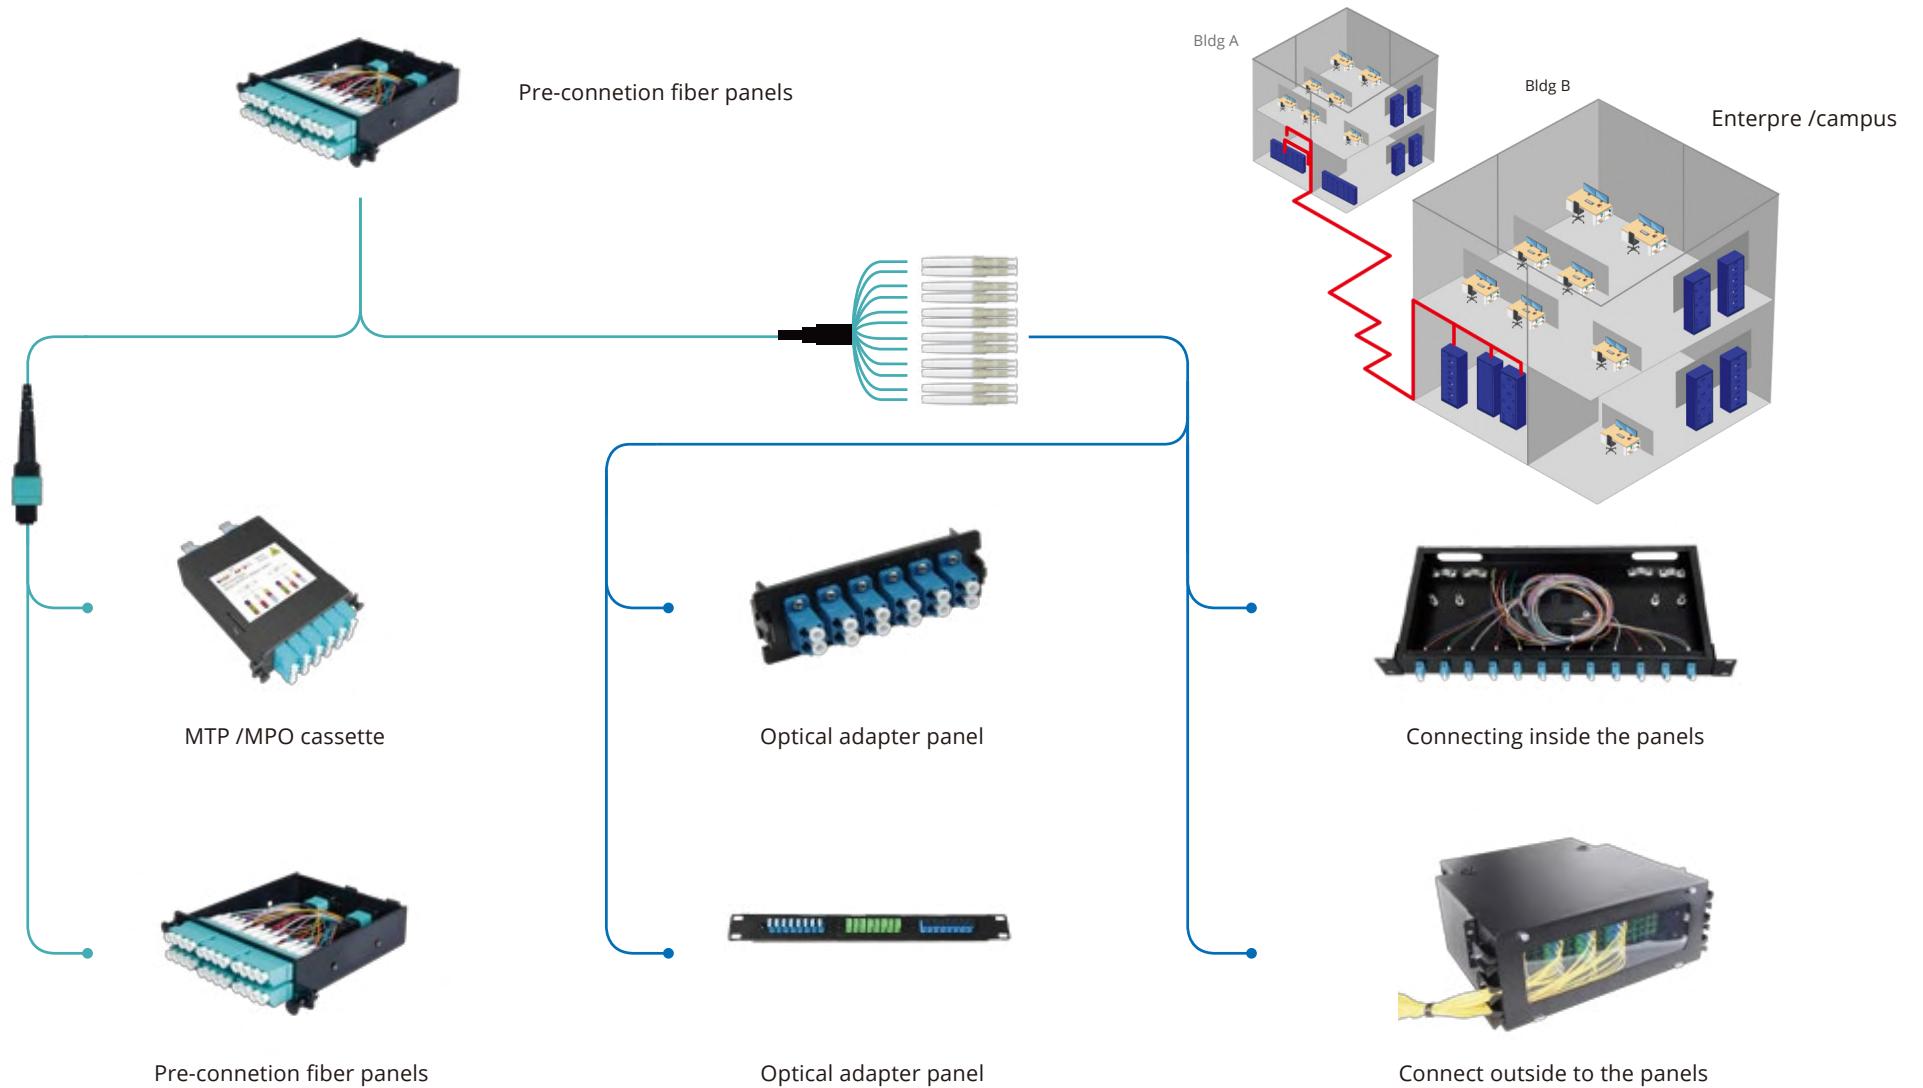 Bldg A
Pre-connetion fiber panels
Bldg B
Enterpre /campus
MTP /MPO cassette
Optical adapter panel
Connecting inside the panels
Pre-connetion fiber panels
Optical adapter panel
Connect outside to the panels